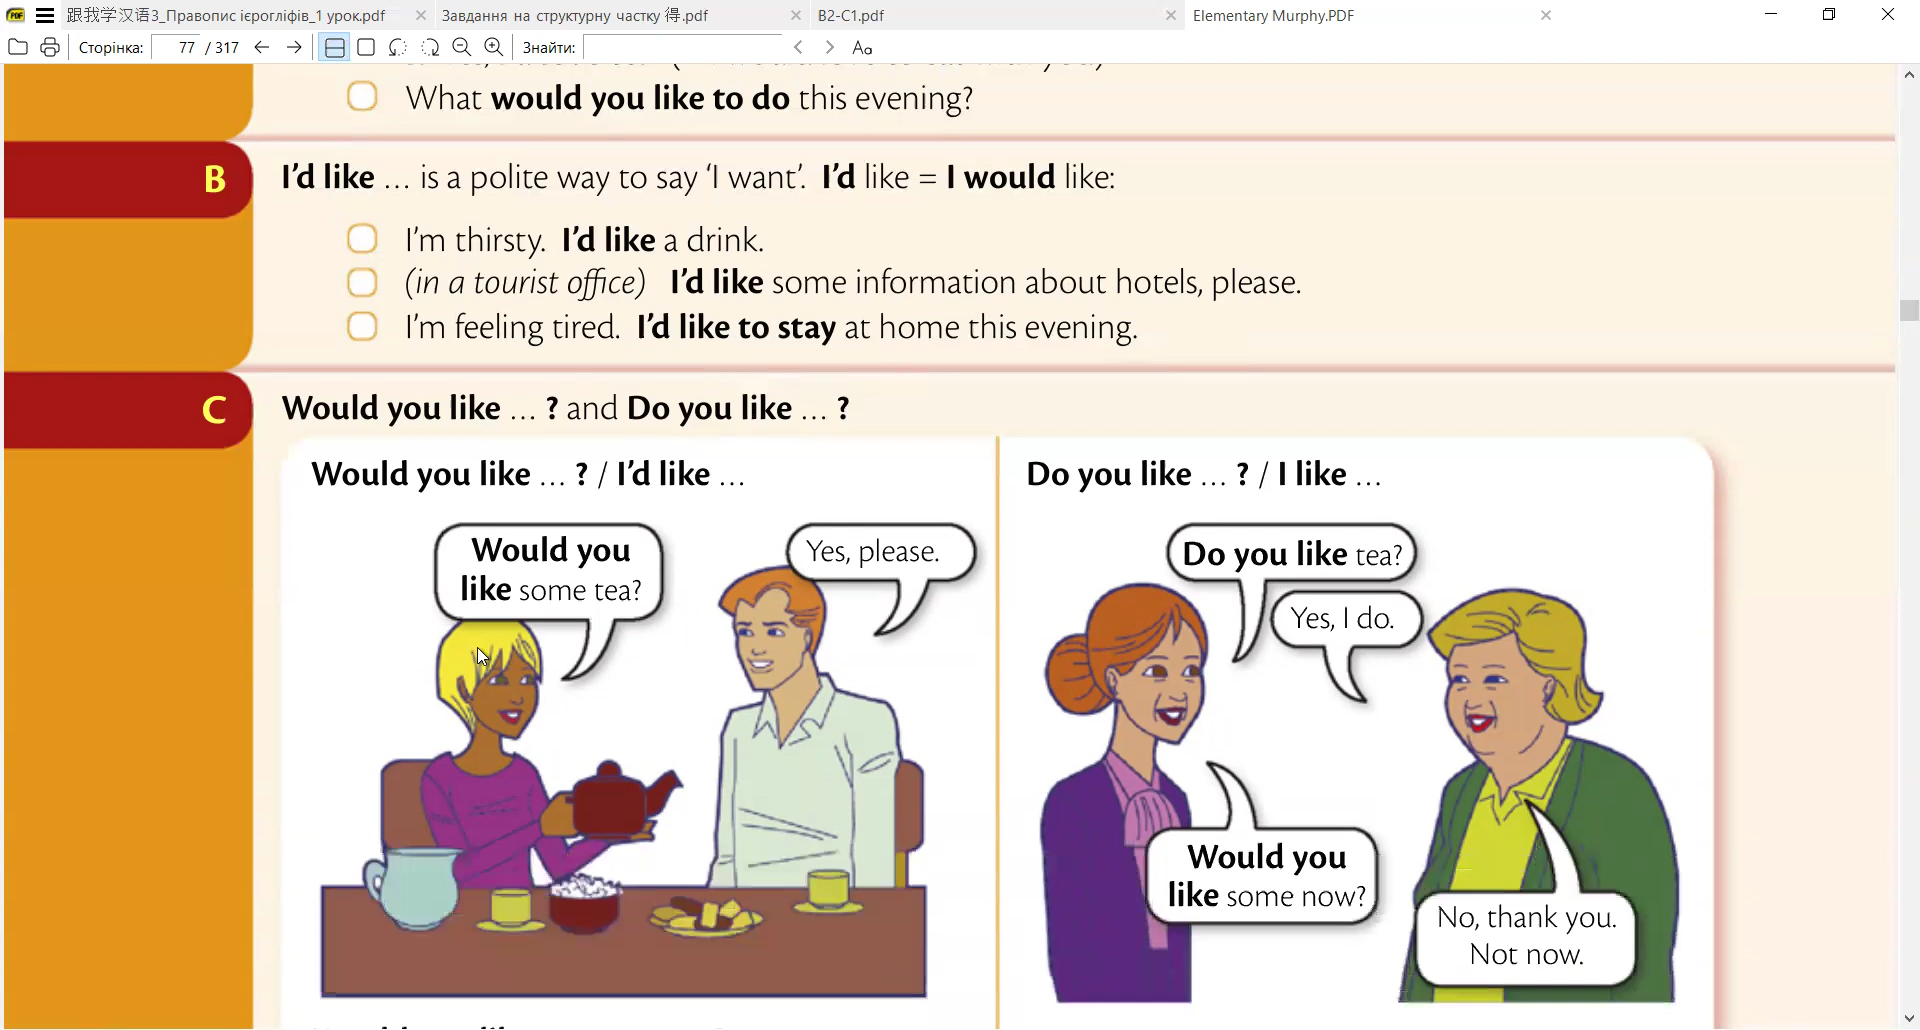 PDF 跟我学汉语3_Правопис ієрогліфів_1 урок.pdf Завдання на структурну частку 得.pdf B2-C1.pdf Elementary Murphy.PDF
Сторінка: 77 / 317 Знайти: Aa
What would you like to do this evening?
B I'd like ... is a polite way to say 'I want'. I'd like = I would like:
I'm thirsty. I'd like a drink.
(in a tourist office) I'd like some information about hotels, please.
I'm feeling tired. I'd like to stay at home this evening.
C Would you like ... ? and Do you like ... ?
Would you like ... ? / I'd like ...
Would you
like some tea?
Yes, please.
Do you like ... ? / I like ...
Do you like tea?
Yes, I do.
Would you
like some now?
No, thank you.
Not now.